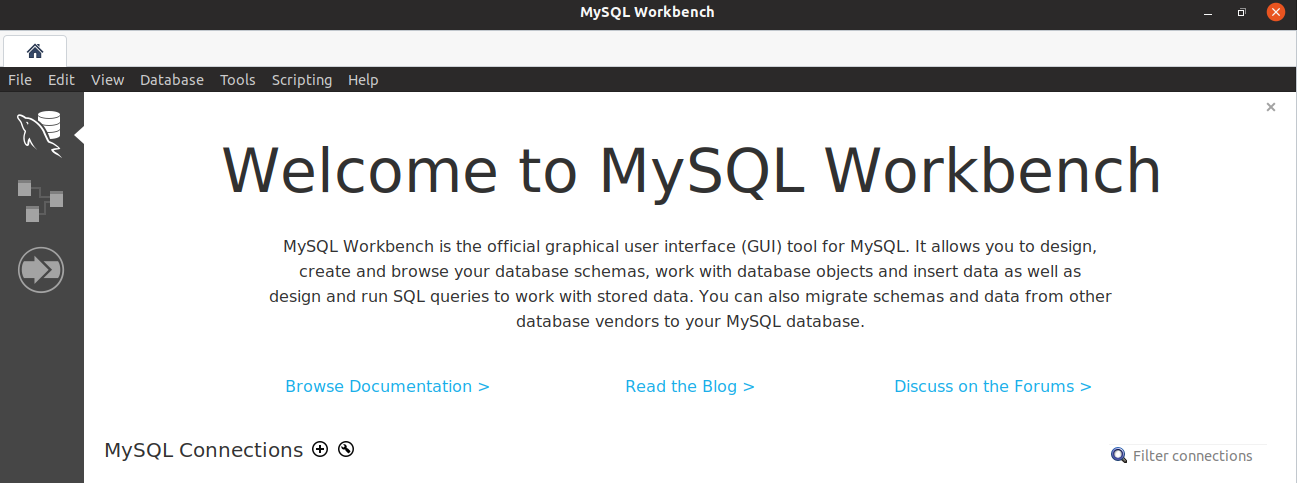 MySQL Workbench
File Edit View Database Tools Scripting Help
Welcome to MySQL Workbench
MySQL Workbench is the official graphical user interface (GUI) tool for MySQL. It allows you to design,
create and browse your database schemas, work with database objects and insert data as well as
design and run SQL queries to work with stored data. You can also migrate schemas and data from other
database vendors to your MySQL database.
Browse Documentation > Read the Blog > Discuss on the Forums >
MySQL Connections Filter connections